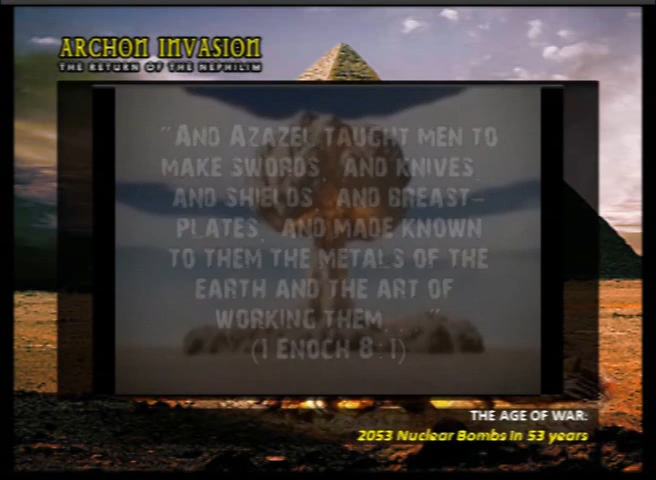 ARCHON INVASION
THE RETURN OF THE NEPHILIM
"AND AZAZEL TAUGHT MEN TO
MAKE SWORDS, AND KNIVES,
AND SHIELDS, AND BREAST-
PLATES, AND MADE KNOWN
TO THEM THE METALS OF THE
EARTH AND THE ART OF
WORKING THEM . . ."
(1 ENOCH 8:1)
THE AGE OF WAR:
2053 Nuclear Bombs In 53 years